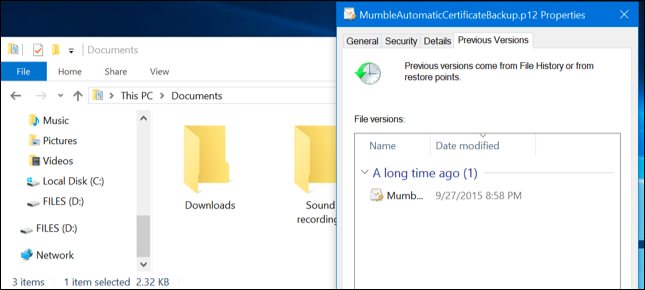 Documents
File
Home
Share
View
This PC > Documents
Music
Pictures
Videos
Local Disk (C:)
FILES (D:)
FILES (D:)
Network
Downloads
Sound
recording
3 items
1 item selected 2.32 KB
MumbleAutomaticCertificateBackup.p12 Properties
General
Security
Details
Previous Versions
Previous versions come from File History or from
restore points.
File versions:
Name
Date modified
A long time ago (1)
Mumb...
9/27/2015 8:58 PM